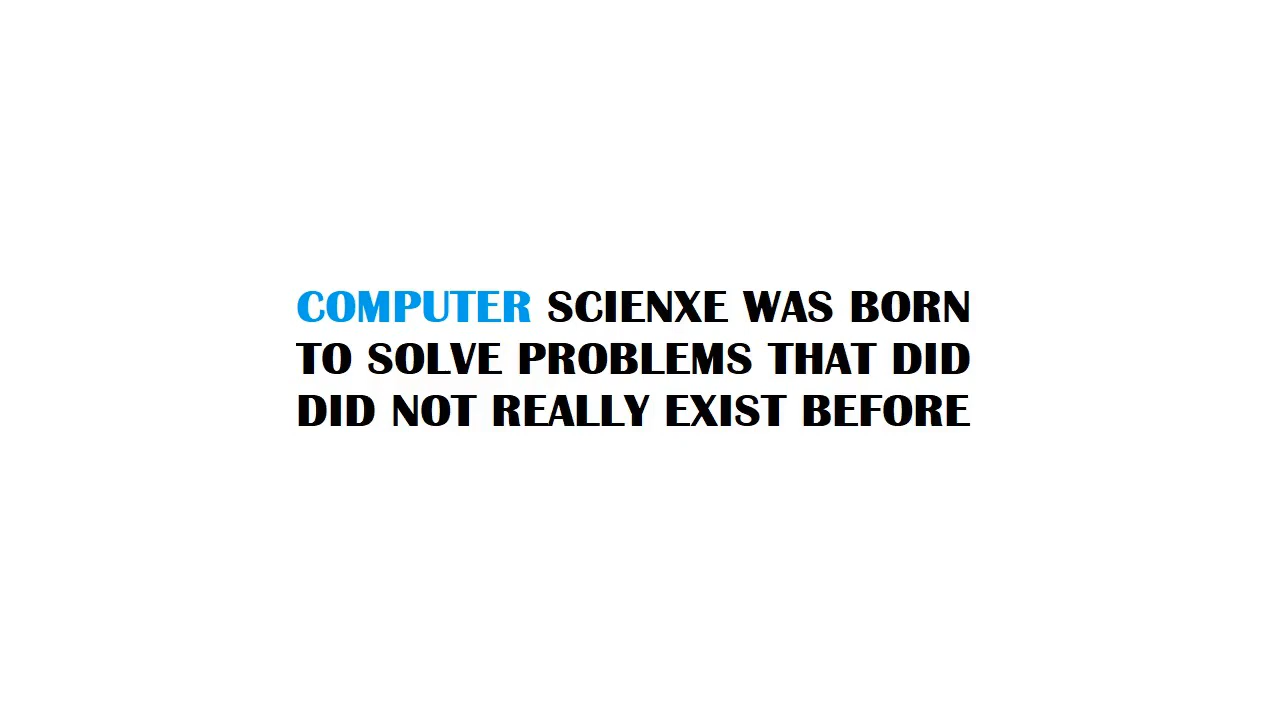 COMPUTER SCIENXE WAS BORN
TO SOLVE PROBLEMS THAT DID
DID NOT REALLY EXIST BEFORE